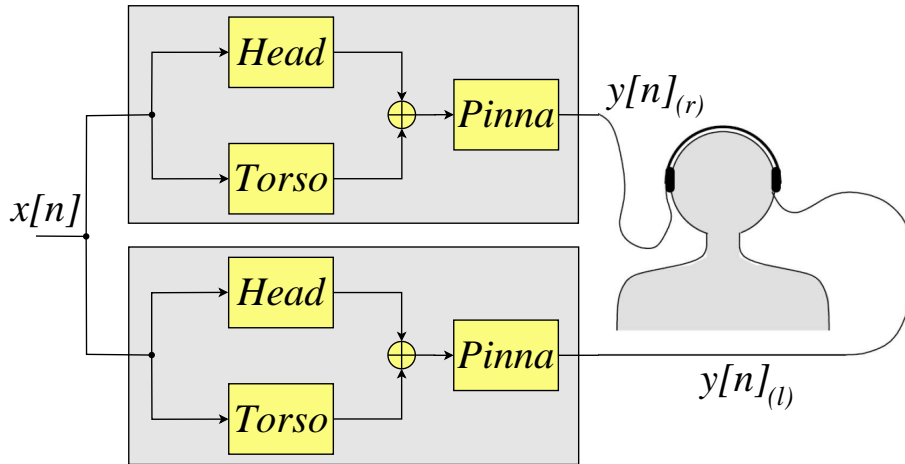 Head
Pinna
y[n](r)
Torso
x[n]
Head
Pinna
Torso
y[n](l)